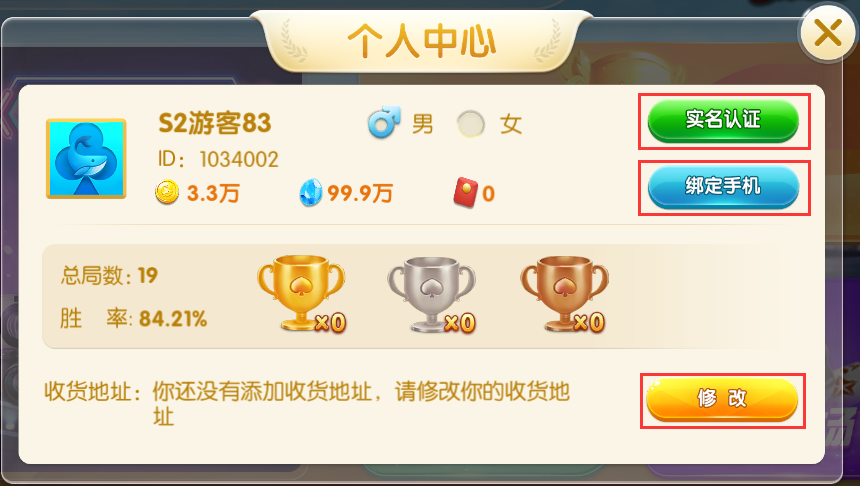 个人中心
S2游客83
男
女
实名认证
ID: 1034002
绑定手机
3.3万
99.9万
0
总局数: 19
胜 率: 84.21%
x0
x0
x0
收货地址: 你还没有添加收货地址，请修改你的收货地
址
修 改